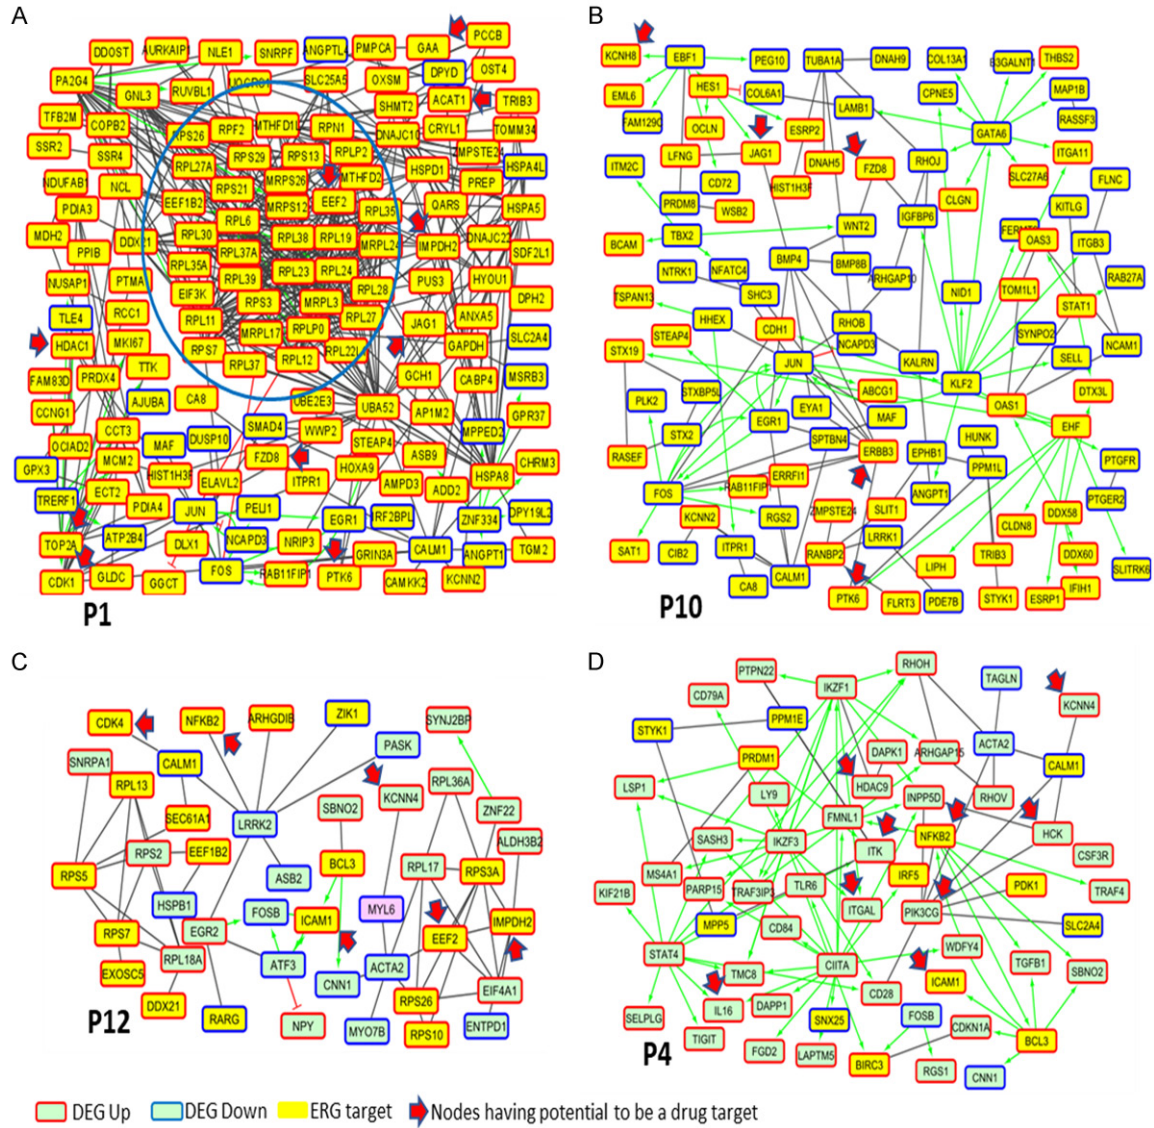 A
DDOST AURKAIP1 NLE1 SNRPF ANGPTL4 PMPCA GAA PCCB
PA2G4 GNL3 RUVBL1 UQCRC1 SLC25A5 OXSM DPYD OST4
TFB2M COPB2 RPS26 RPF2 MTHFD1L RPN1 SHMT2 ACAT1 TRIB3
SSR2 SSR4 RPL27A RPS29 RPS13 RPLP2 DNAJC10 CRYL1 TOMM34
NDUFAB1 NCL RPS21 MRPS26 MTHFD2 HSPD1 ZMPSTE24 HSPA4L
PDIA3 EEF1B2 RPL6 MRPS12 EEF2 RPL35 QARS PREP HSPA5
MDH2 PPIB DDX21 RPL30 RPL37A RPL38 RPL19 MRPL24 IMPDH2 DNAJC22 SDF2L1
NUSAP1 PTMA RPL35A RPL39 RPL23 RPL24 RPL28 PUS3 HYOU1 DPH2
TLE4 RCC1 EIF3K RPS3 MRPL3 RPL27 JAG1 ANXA5
HDAC1 MKI67 RPL11 MRPL17 RPLP0 RPL22L GAPDH SLC2A4
FAM83D PRDX4 TTK RPS7 RPL37 RPL12 GCH1 CABP4 MSRB3
CCNG1 AJUBA CA8 UBE2E3 UBA52 AP1M2 GPR37
OCIAD2 CCT3 MAF DUSP10 SMAD4 WWP2 STEAP4 MPPED2
GPX3 MCM2 HIST1H3F FZD8 HOXA9 ASB9 HSPA8 CHRM3
TRERF1 ECT2 PDIA4 ELAVL2 ITPR1 AMPD3 ADD2
JUN PELI1 EGR1 IRF2BPL ZNF334 DPY19L2
TOP2A ATP2B4 DLX1 NCAPD3 NRIP3 GRIN3A CALM1 ANGPT1 TGM2
CDK1 GLDC GGCT FOS RAB11FIP1 PTK6 CAMKK2 KCNN2
P1
B
KCNH8 EBF1 PEG10 TUBA1A DNAH9 COL13A1 B3GALNT1 THBS2
EML6 HES1 COL6A1 LAMB1 CPNE5 MAP1B
FAM129C OCLN ESRP2 GATA6 RASSF3
ITM2C LFNG JAG1 DNAH5 FZD8 RHOJ ITGA11
CD72 HIST1H3F CLGN SLC27A6 FLNC
PRDM8 WSB2 WNT2 IGFBP6 KITLG
BCAM TBX2 FERMT2 OAS3 ITGB3
NTRK1 NFATC4 BMP4 BMP8B ARHGAP10 NID1 TOM1L1 RAB27A
TSPAN13 SHC3 STAT1
STEAP4 HHEX CDH1 RHOB SYNPO2 NCAM1
STX19 JUN NCAPD3 KALRN SELL
PLK2 STXBP5L ABCG1 KLF2 OAS1 DTX3L
STX2 EGR1 EYA1 MAF EHF
RASEF SPTBN4 ERBB3 EPHB1 HUNK PTGFR
FOS RAB11FIP1 ERRFI1 ANGPT1 PPM1L PTGER2
KCNN2 RGS2 ZMPSTE24 SLIT1 CLDN8 DDX58
SAT1 CIB2 ITPR1 RANBP2 LRRK1 TRIB3 DDX60 SLITRK6
CA8 CALM1 LIPH
PTK6 FLRT3 PDE7B STYK1 ESRP1 IFIH1
P10
C
CDK4 NFKB2 ARHGDIB ZIK1 SYNJ2BP
SNRPA1 CALM1 PASK
RPL13 KCNN4 RPL36A
SEC61A1 LRRK2 SBNO2 ZNF22
RPS2 EEF1B2 BCL3 RPL17 ALDH3B2
RPS5 ASB2 RPS3A
HSPB1 FOSB ICAM1 MYL6 IMPDH2
RPS7 EGR2 EEF2
EXOSC5 RPL18A ATF3 CNN1 ACTA2 EIF4A1
DDX21 RARG NPY MYO7B RPS26 RPS10 ENTPD1
P12
D
PTPN22 IKZF1 RHOH TAGLN
CD79A KCNN4
STYK1 PPM1E ACTA2
PRDM1 DAPK1 ARHGAP15 CALM1
LSP1 LY9 HDAC9 INPP5D RHOV
SASH3 IKZF3 FMNL1 NFKB2 HCK
MS4A1 ITK CSF3R
KIF21B PARP15 TRAF3IP3 TLR6 IRF5 PDK1 TRAF4
MPP5 CD84 ITGAL PIK3CG SLC2A4
STAT4 TMC8 CIITA WDFY4 TGFB1 SBNO2
IL16 DAPP1 CD28 ICAM1
SELPLG TIGIT SNX25 FOSB CDKN1A
FGD2 LAPTM5 BIRC3 RGS1 CNN1 BCL3
P4
DEG Up DEG Down ERG target Nodes having potential to be a drug target